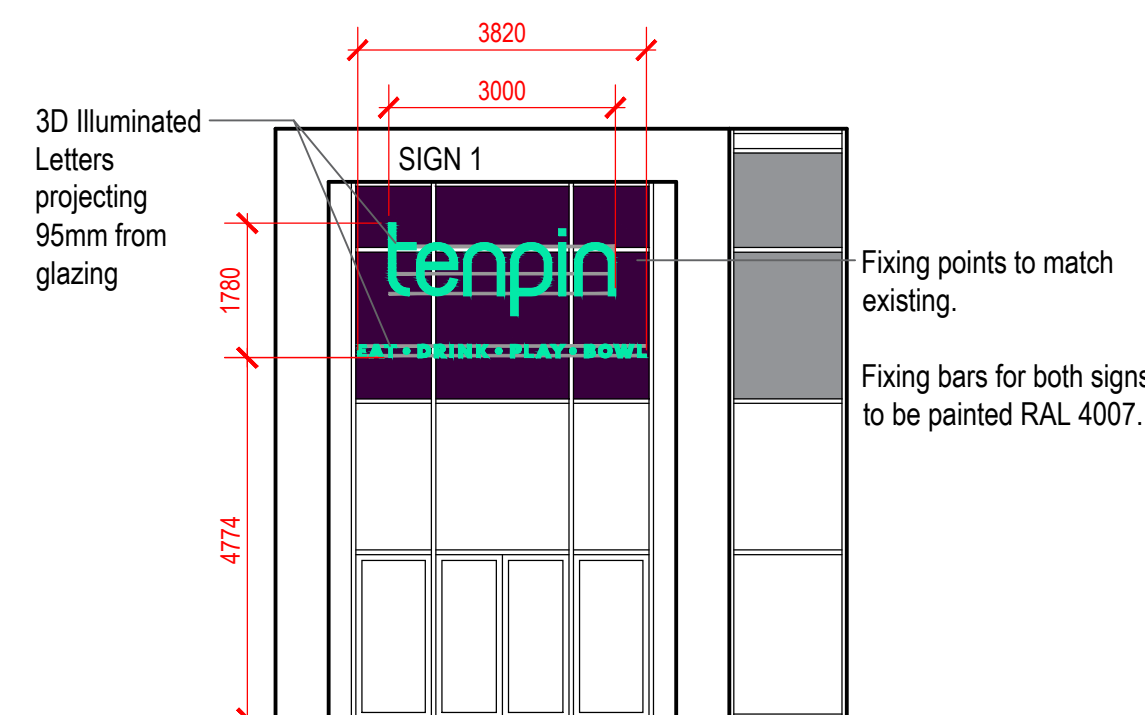 3820
3000
3D Illuminated
Letters
projecting
95mm from
glazing
SIGN 1
tenpin
EAT • DRINK • PLAY • BOWL
1780
4774
Fixing points to match
existing.
Fixing bars for both signs
to be painted RAL 4007.